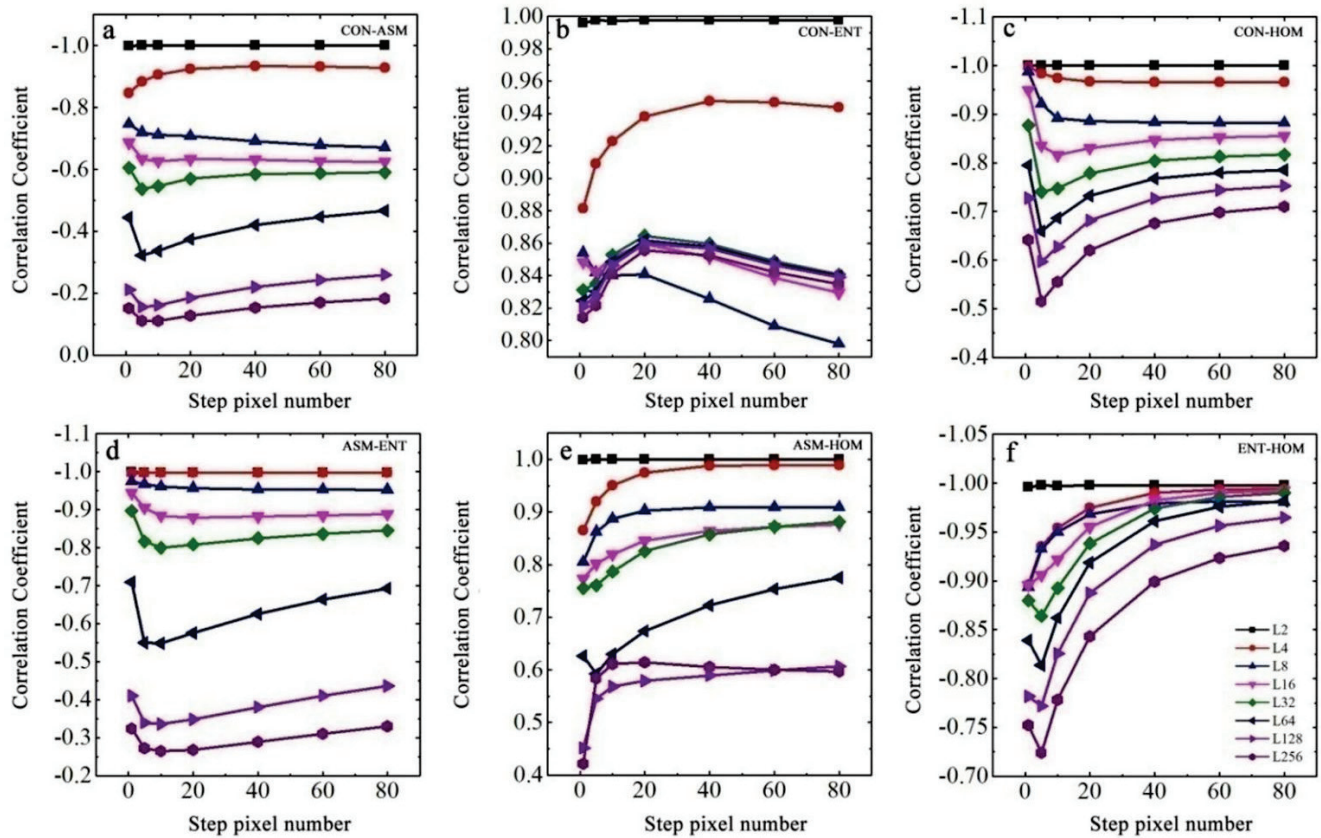 a
CON-ASM
-1.0
-0.8
-0.6
-0.4
-0.2
0.0
0 20 40 60 80
Correlation Coefficient
Step pixel number
b
CON-ENT
1.00
0.98
0.96
0.94
0.92
0.90
0.88
0.86
0.84
0.82
0.80
0 20 40 60 80
Correlation Coefficient
Step pixel number
c
CON-HOM
-1.1
-1.0
-0.9
-0.8
-0.7
-0.6
-0.5
-0.4
0 20 40 60 80
Correlation Coefficient
Step pixel number
d
ASM-ENT
-1.1
-1.0
-0.9
-0.8
-0.7
-0.6
-0.5
-0.4
-0.3
-0.2
0 20 40 60 80
Correlation Coefficient
Step pixel number
e
ASM-HOM
1.0
0.9
0.8
0.7
0.6
0.5
0.4
0 20 40 60 80
Correlation Coefficient
Step pixel number
f
ENT-HOM
-1.05
-1.00
-0.95
-0.90
-0.85
-0.80
-0.75
-0.70
0 20 40 60 80
Correlation Coefficient
Step pixel number
L2
L4
L8
L16
L32
L64
L128
L256